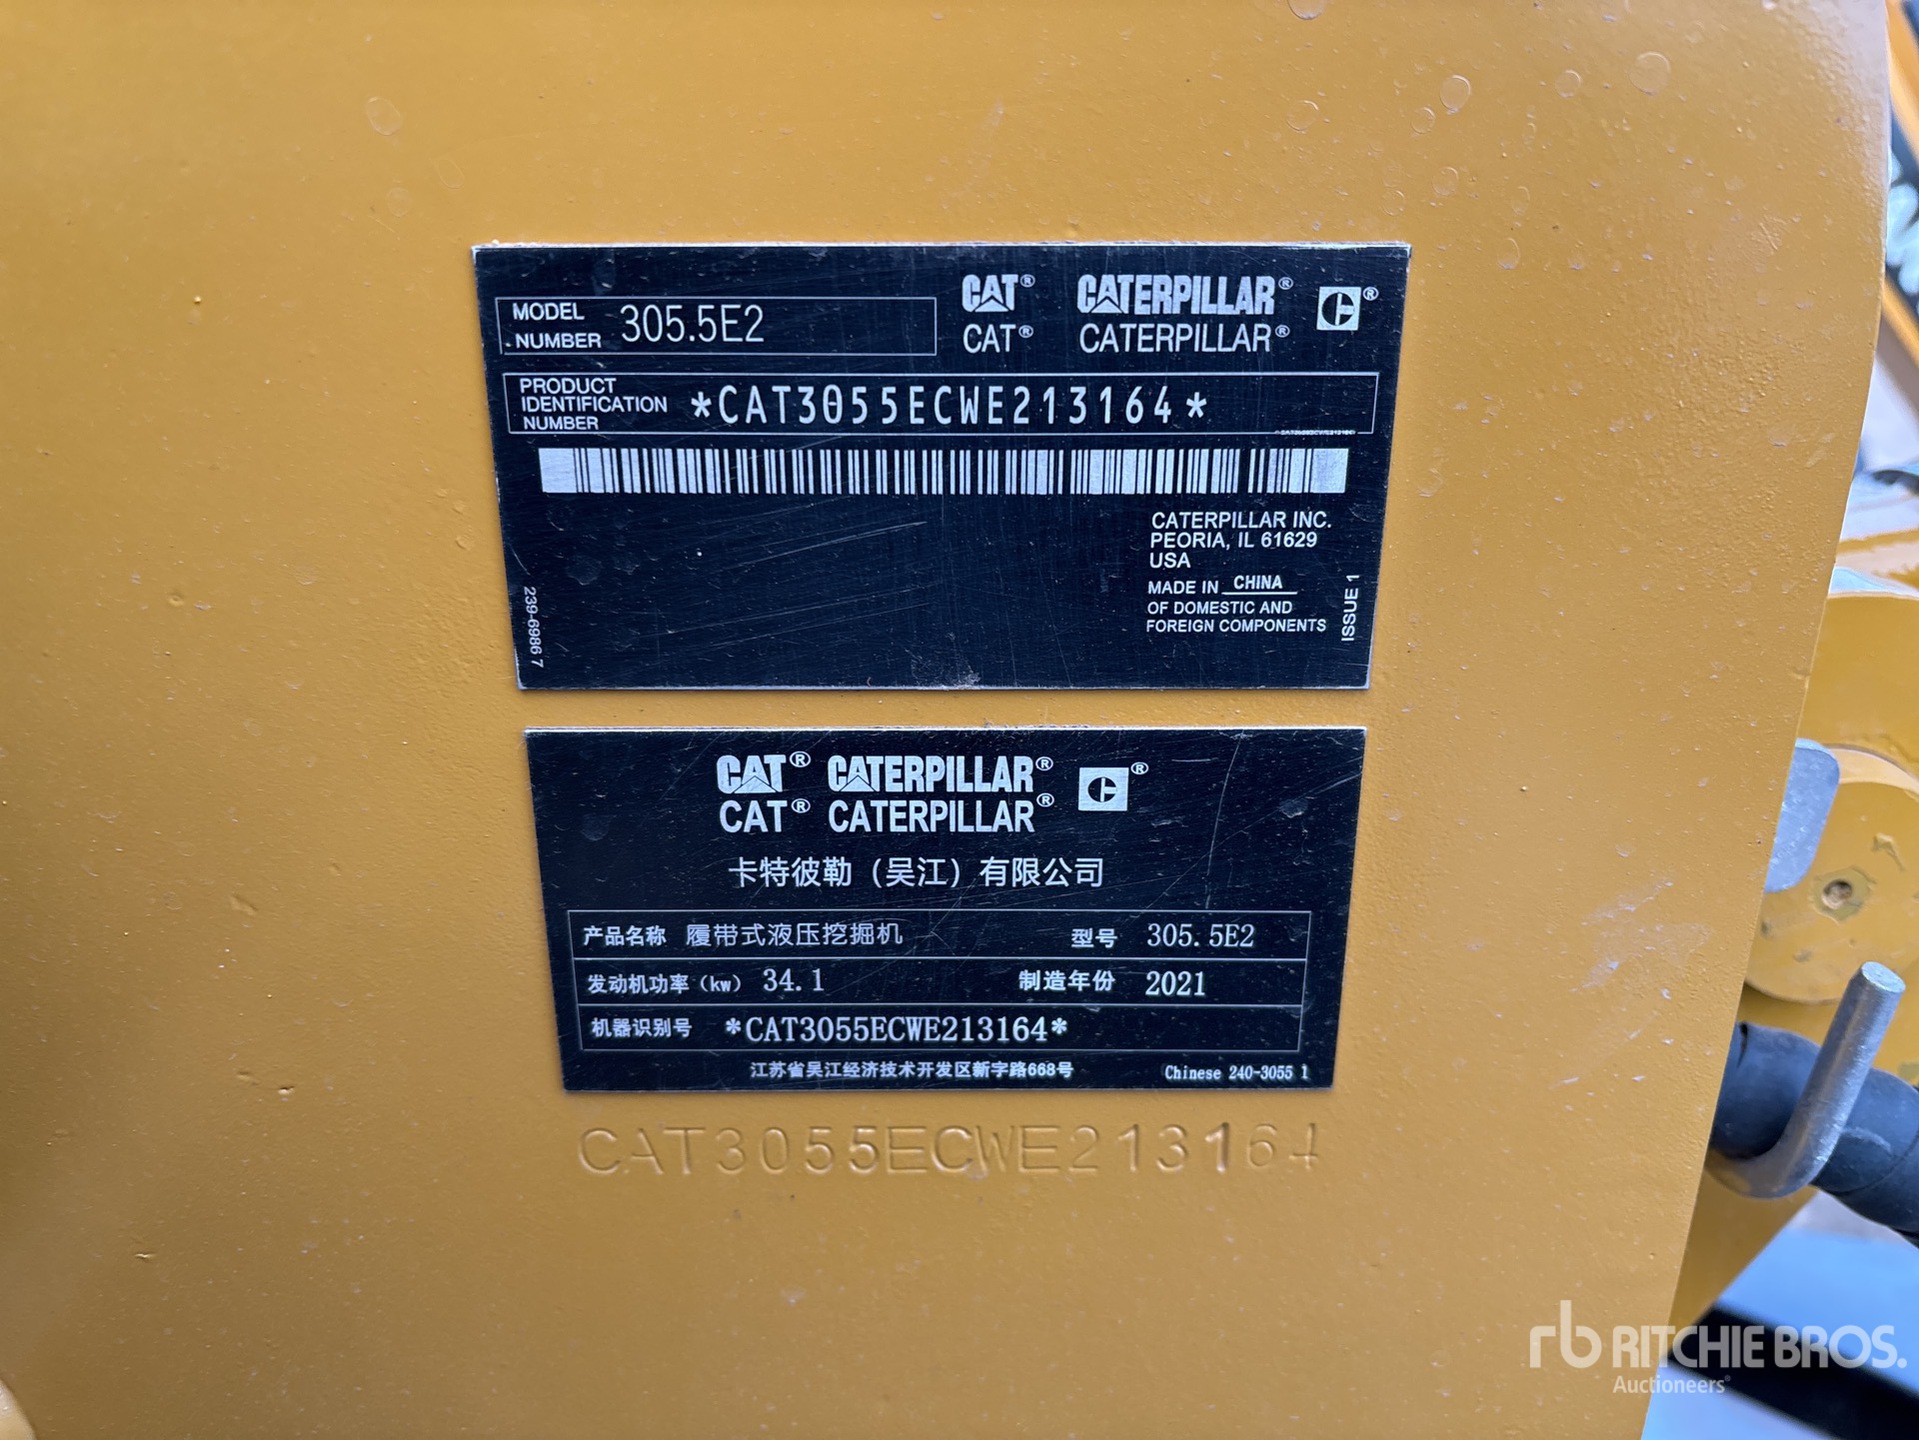 MODEL NUMBER 305.5E2
CAT® CATERPILLAR® C®
CAT® CATERPILLAR®
PRODUCT IDENTIFICATION NUMBER *CAT3055ECWE213164*
CATERPILLAR INC.
PEORIA, IL 61629
USA
MADE IN CHINA
OF DOMESTIC AND
FOREIGN COMPONENTS
239-6986 7
ISSUE 1
CAT® CATERPILLAR® C®
CAT® CATERPILLAR®
卡特彼勒（吴江）有限公司
产品名称 履带式液压挖掘机 型号 305.5E2
发动机功率（kw） 34.1 制造年份 2021
机器识别号 *CAT3055ECWE213164*
江苏省吴江经济技术开发区新字路668号 Chinese 240-3055 1
CAT3055ECWE213164
rb RITCHIE BROS.
Auctioneers®